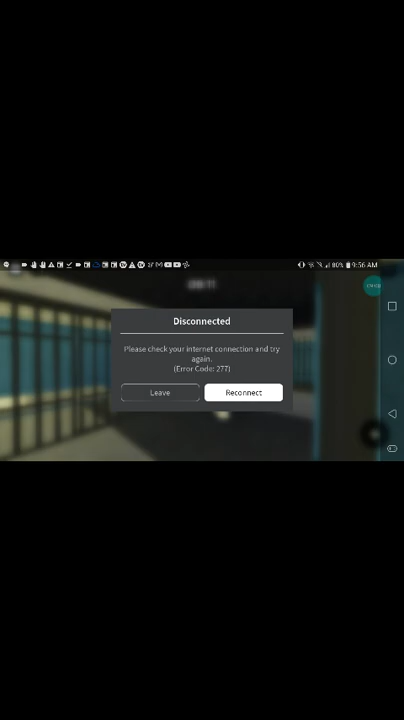 80% 9:56 AM
Disconnected
Please check your internet connection and try
again.
(Error Code: 277)
Leave Reconnect